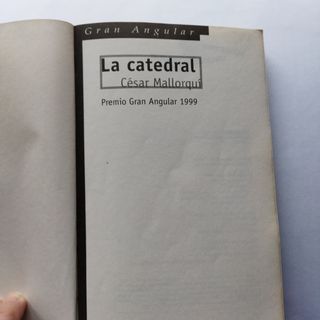 Gran Angular
La catedral
César Mallorquí
Premio Gran Angular 1999